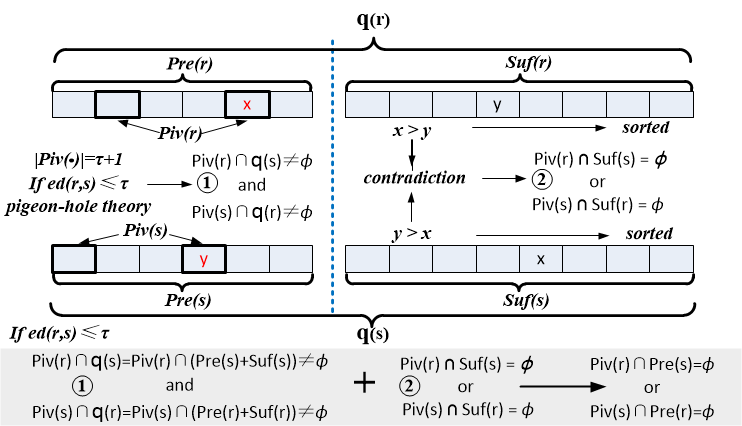 q(r)
Pre(r) Suf(r)
x y
Piv(r) x > y sorted
|Piv(·)|=τ+1 Piv(r)∩q(s)≠ϕ Piv(r) ∩ Suf(s) = ϕ
If ed(r,s)≤τ ① and contradiction ② or
pigeon-hole theory Piv(s)∩q(r)≠ϕ Piv(s) ∩ Suf(r) = ϕ
Piv(s) y > x sorted
y x
Pre(s) Suf(s)
If ed(r,s)≤τ q(s)
Piv(r)∩q(s)=Piv(r)∩(Pre(s)+Suf(s))≠ϕ Piv(r) ∩ Suf(s) = ϕ Piv(r)∩Pre(s)=ϕ
① and + ② or or
Piv(s)∩q(r)=Piv(s)∩(Pre(r)+Suf(r))≠ϕ Piv(s) ∩ Suf(r) = ϕ Piv(s)∩Pre(r)=ϕ